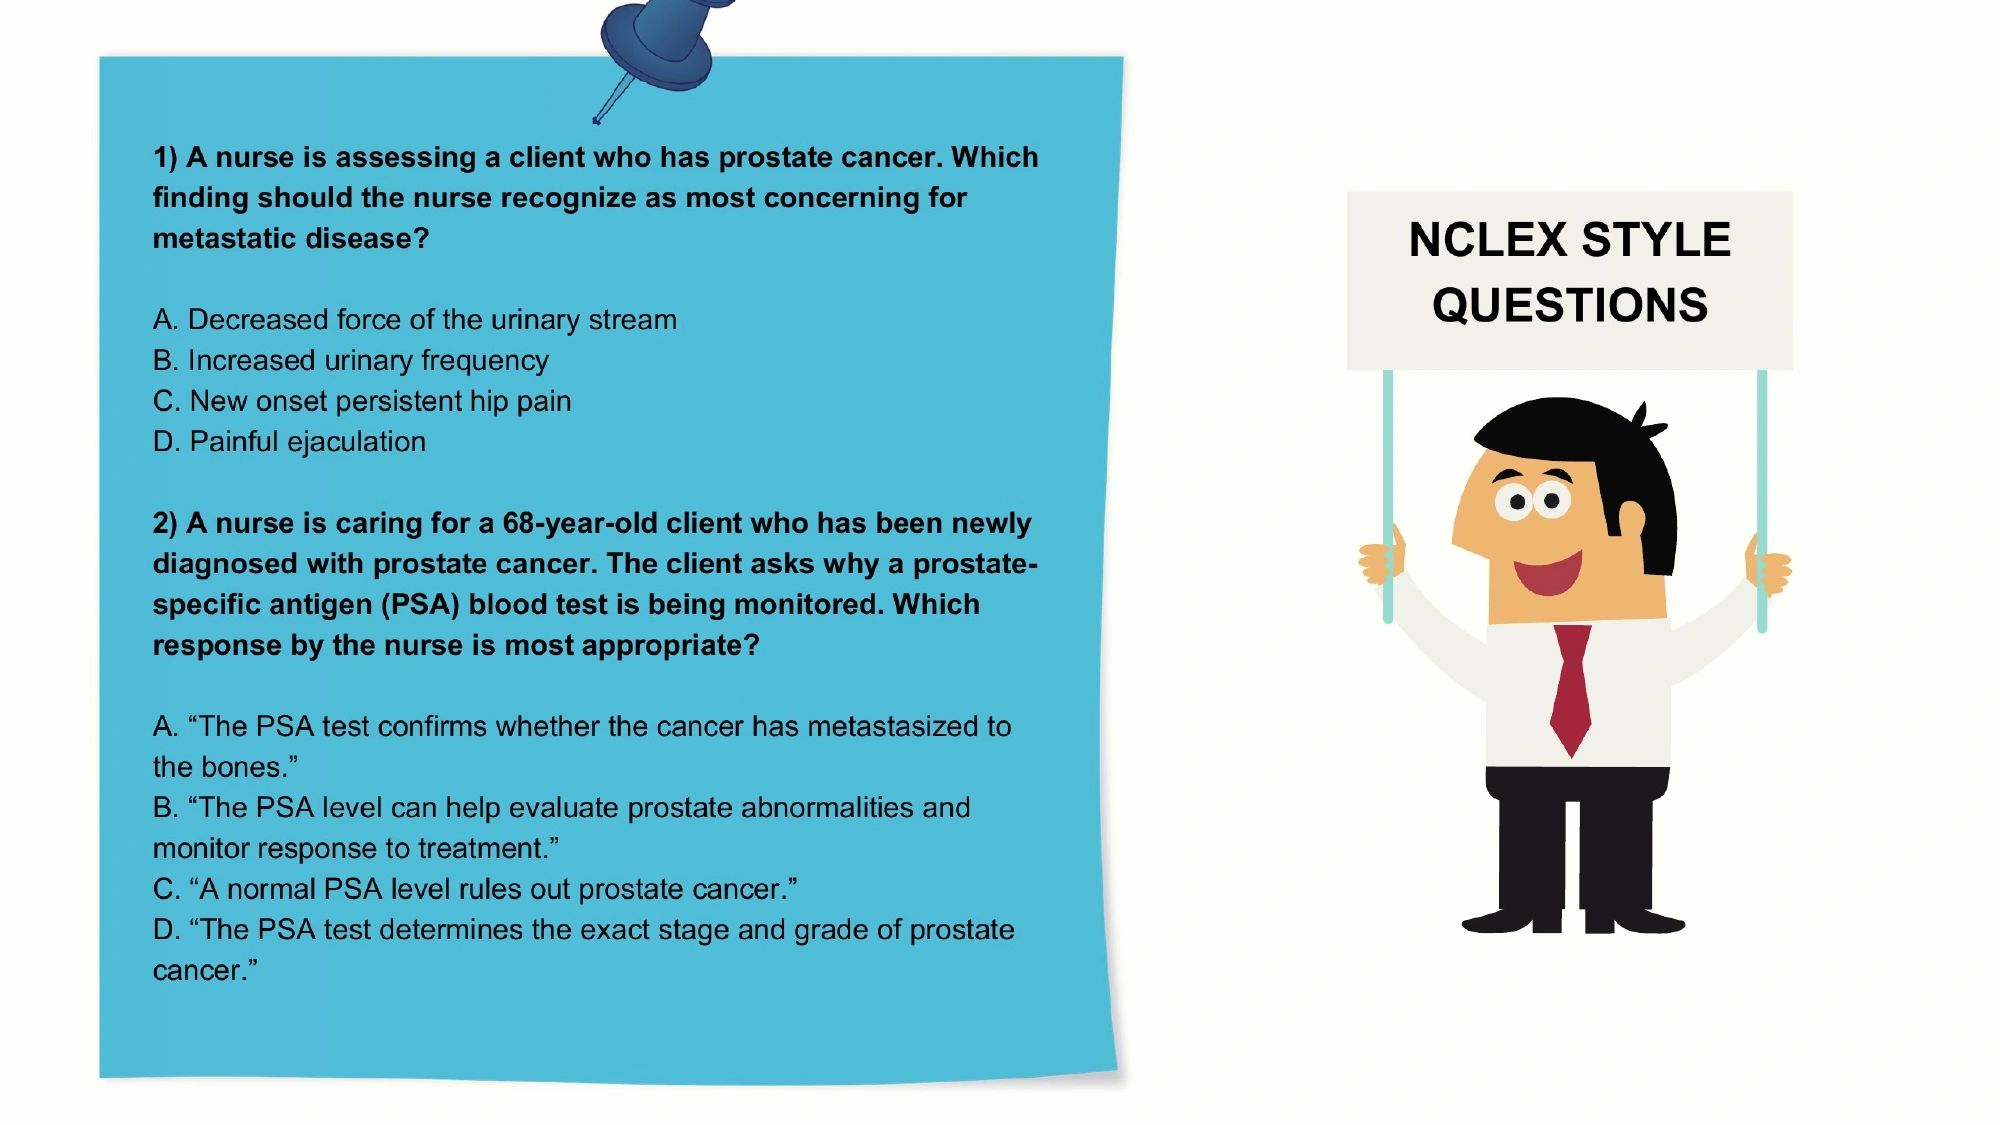 1) A nurse is assessing a client who has prostate cancer. Which
finding should the nurse recognize as most concerning for
metastatic disease?
A. Decreased force of the urinary stream
B. Increased urinary frequency
C. New onset persistent hip pain
D. Painful ejaculation
2) A nurse is caring for a 68-year-old client who has been newly
diagnosed with prostate cancer. The client asks why a prostate-
specific antigen (PSA) blood test is being monitored. Which
response by the nurse is most appropriate?
A. “The PSA test confirms whether the cancer has metastasized to
the bones.”
B. “The PSA level can help evaluate prostate abnormalities and
monitor response to treatment.”
C. “A normal PSA level rules out prostate cancer.”
D. “The PSA test determines the exact stage and grade of prostate
cancer.”
NCLEX STYLE
QUESTIONS